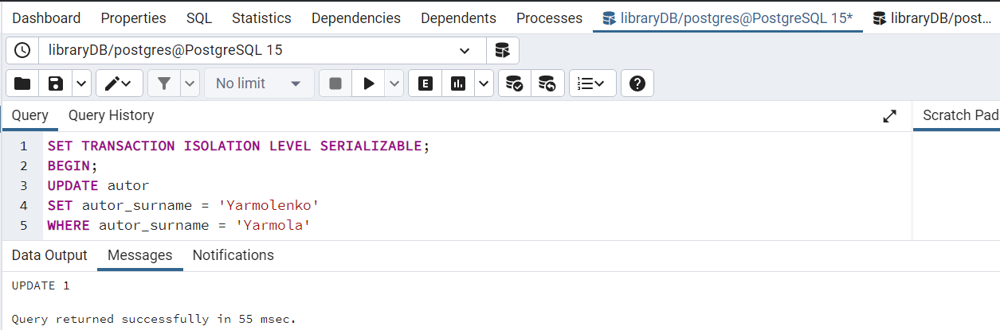 Dashboard Properties SQL Statistics Dependencies Dependents Processes libraryDB/postgres@PostgreSQL 15* libraryDB/post...
libraryDB/postgres@PostgreSQL 15
No limit
Query Query History Scratch Pad
1 SET TRANSACTION ISOLATION LEVEL SERIALIZABLE;
2 BEGIN;
3 UPDATE autor
4 SET autor_surname = 'Yarmolenko'
5 WHERE autor_surname = 'Yarmola'
Data Output Messages Notifications
UPDATE 1
Query returned successfully in 55 msec.